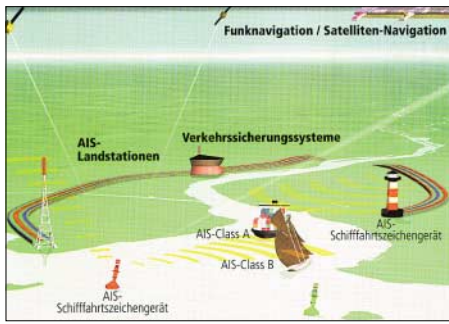 Funknavigation / Satelliten-Navigation
AIS-
Landstationen
Verkehrssicherungssysteme
AIS-Class A
AIS-Class B
AIS-
Schifffahrtszeichengerät
AIS-
Schifffahrtszeichengerät